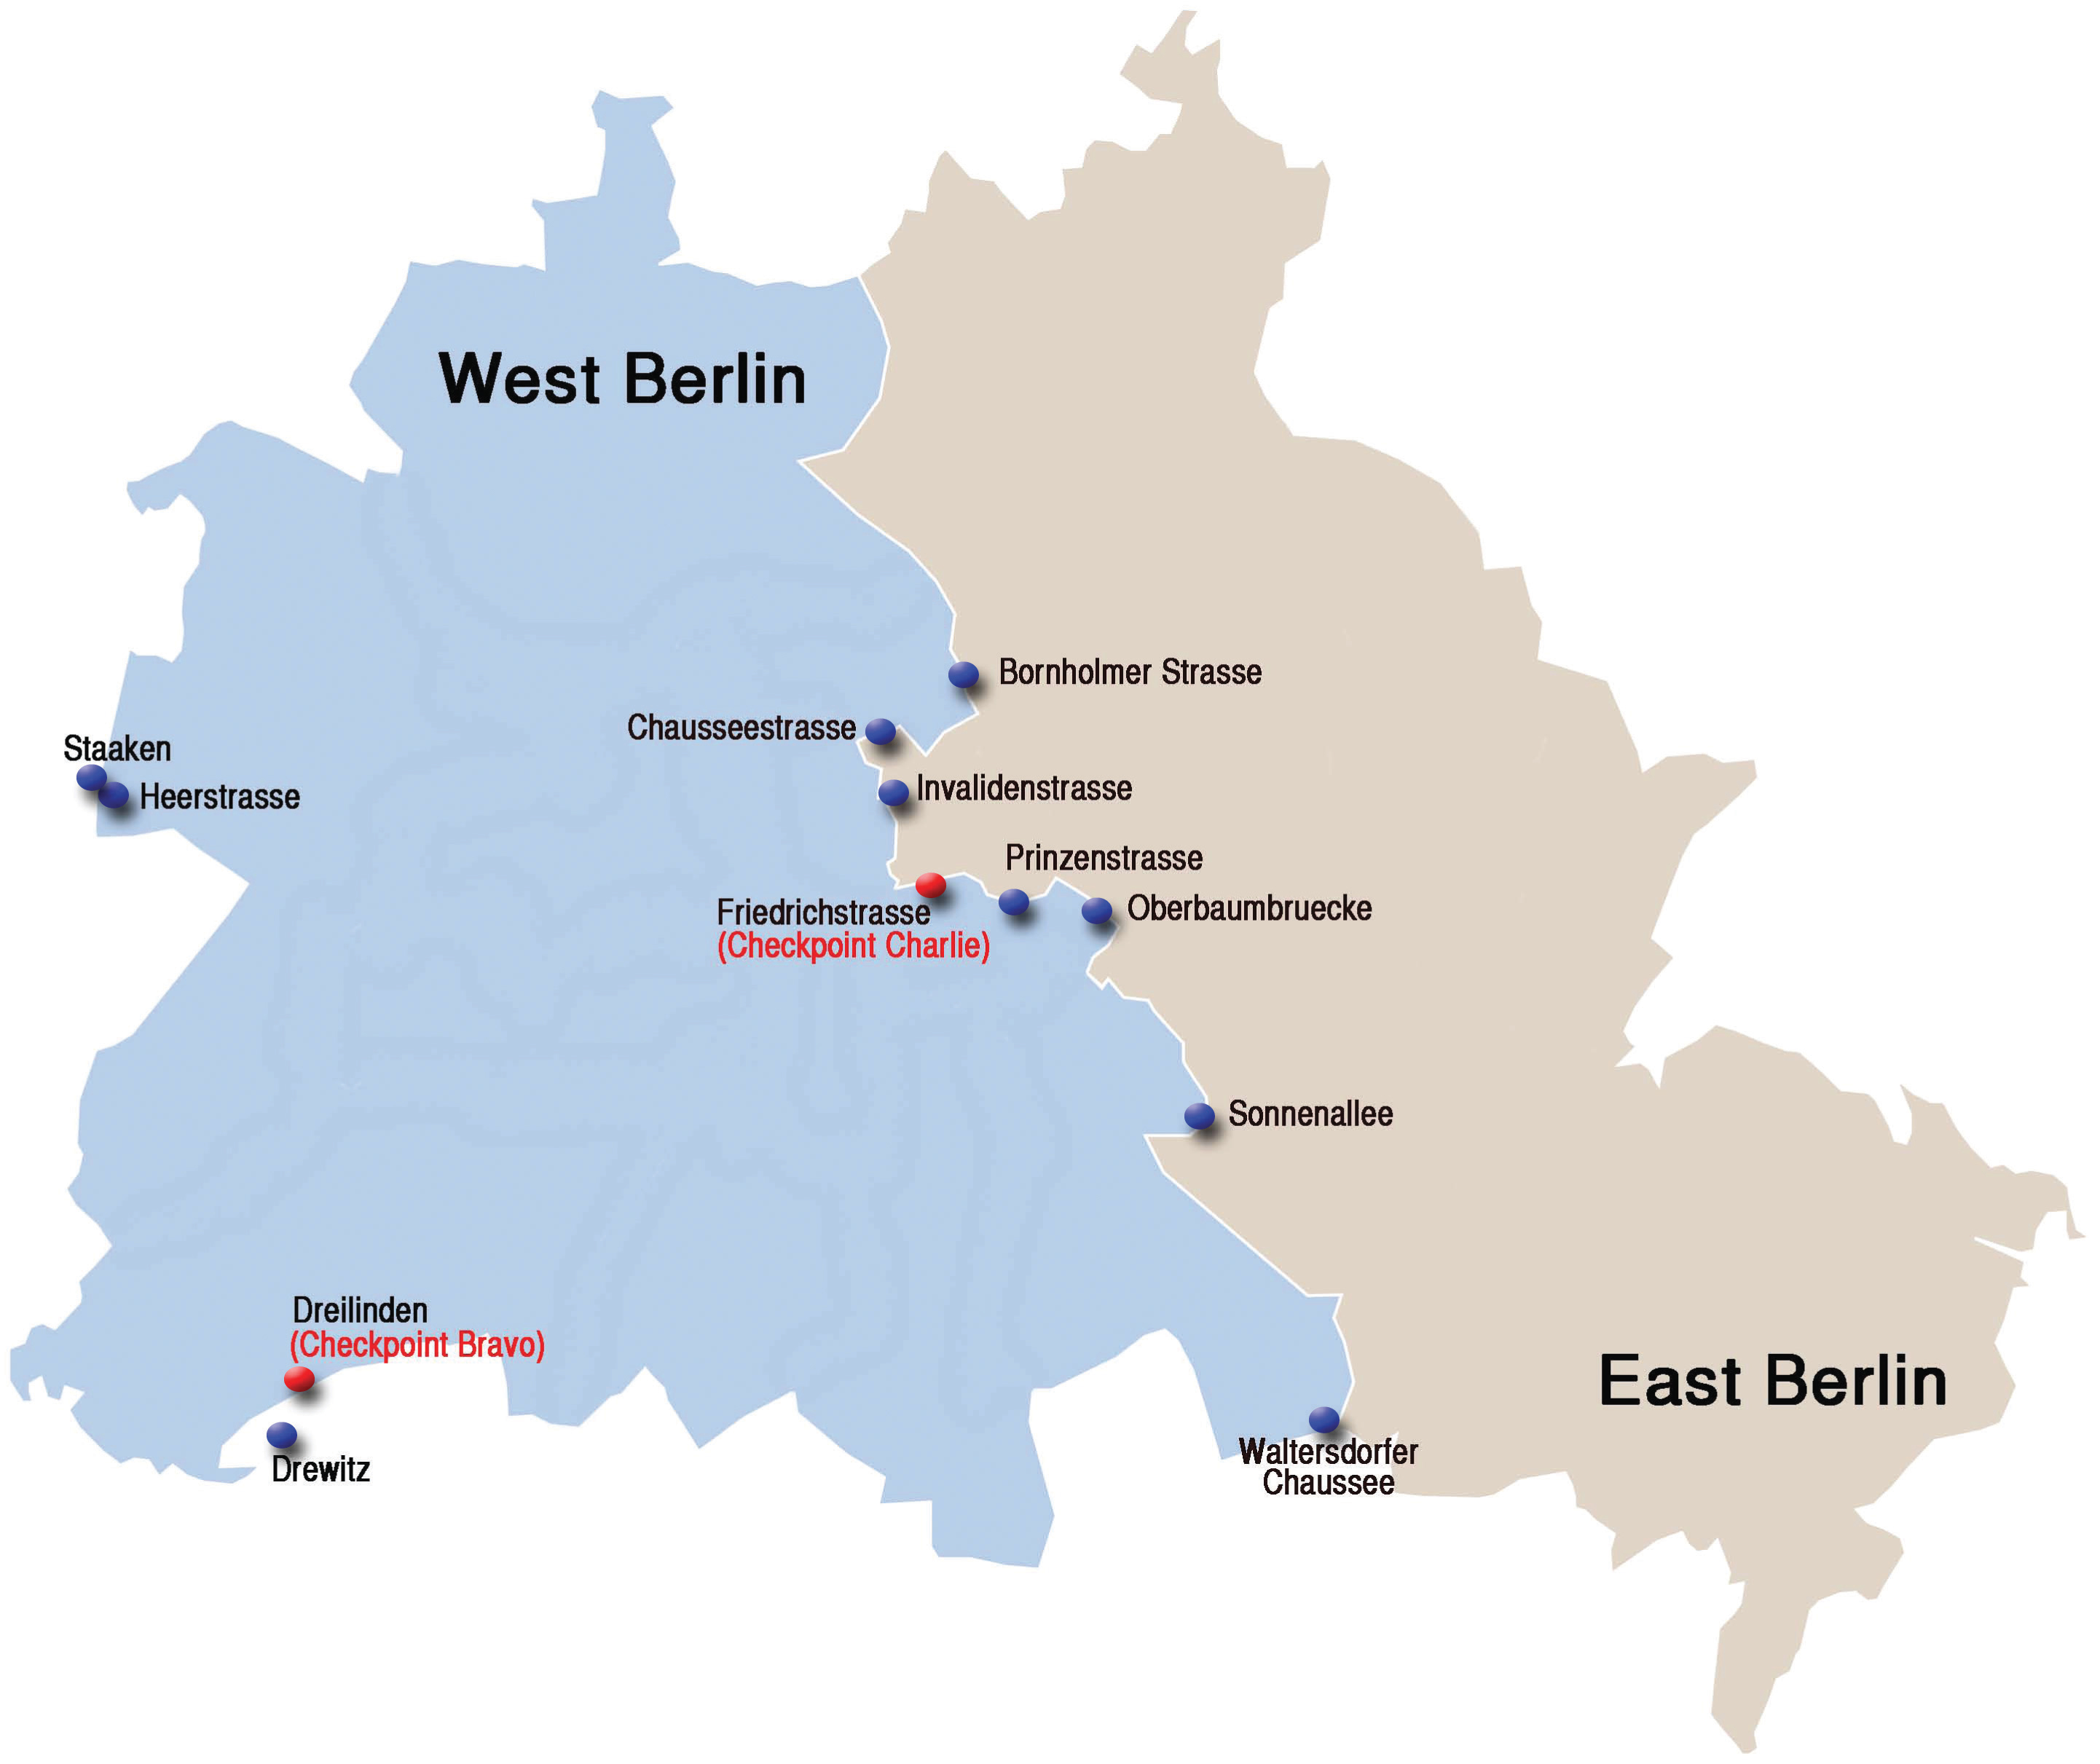 West Berlin
Bornholmer Strasse
Chausseestrasse
Staaken
Heerstrasse
Invalidenstrasse
Prinzenstrasse
Friedrichstrasse
(Checkpoint Charlie)
Oberbaumbruecke
Sonnenallee
Dreilinden
(Checkpoint Bravo)
East Berlin
Drewitz
Waltersdorfer
Chaussee